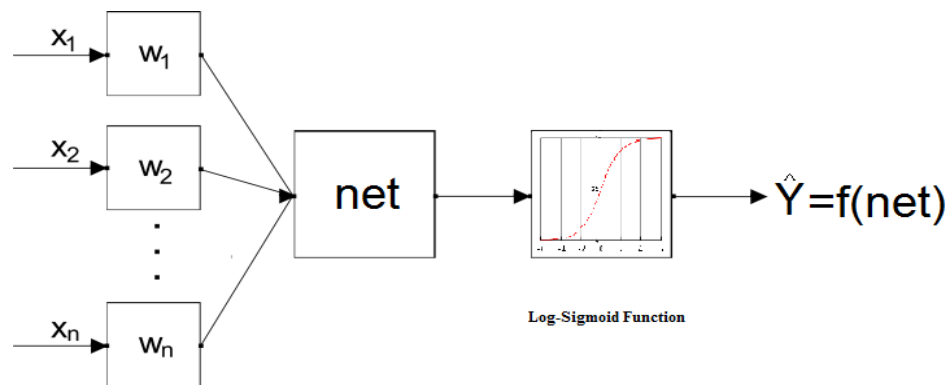 x₁
w₁
x₂
w₂
net
Ŷ=f(net)
xₙ
wₙ
Log-Sigmoid Function